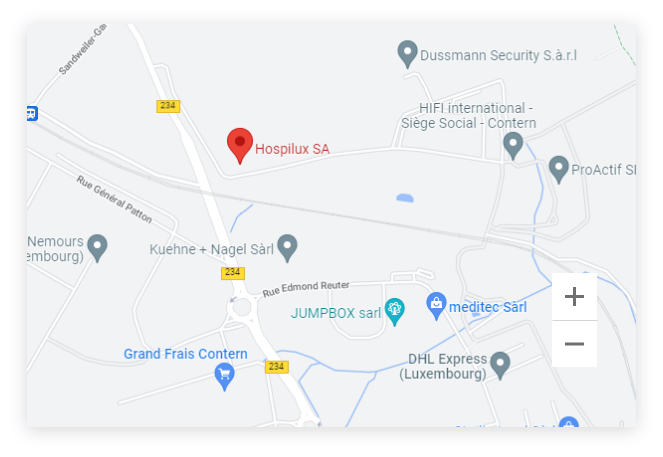 Sandweiler-Ga
Dussmann Security S.à.r.l
234
HIFI international -
Siège Social - Contern
Hospilux SA
ProActif
Rue Général Patton
Nemours
embourg)
Kuehne + Nagel Sàrl
234
Rue Edmond Reuter
JUMPBOX sarl
meditec Sàrl
Grand Frais Contern
234
DHL Express
(Luxembourg)
+
−